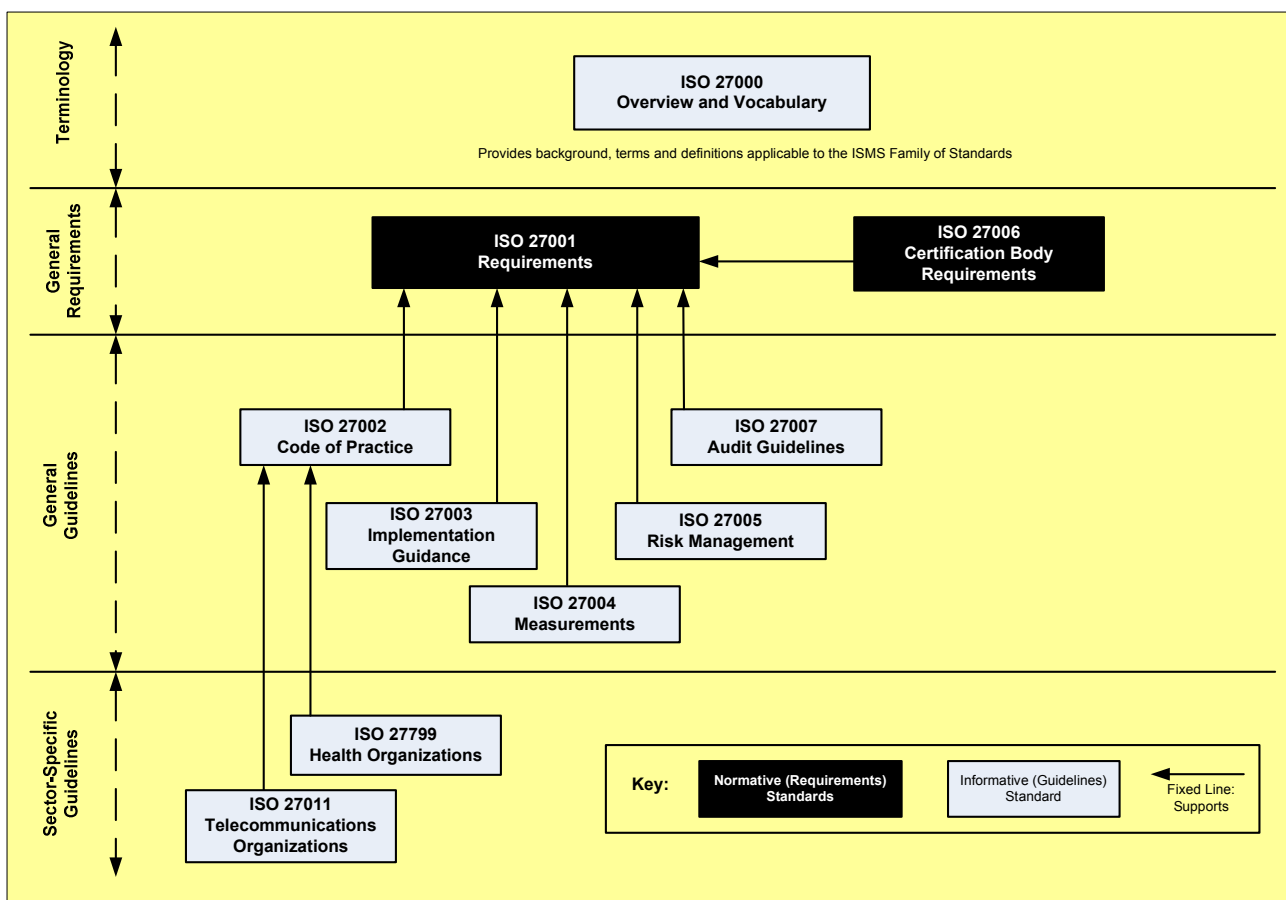 Terminology
ISO 27000
Overview and Vocabulary
Provides background, terms and definitions applicable to the ISMS Family of Standards
General
Requirements
ISO 27001
Requirements
ISO 27006
Certification Body
Requirements
General
Guidelines
ISO 27002
Code of Practice
ISO 27007
Audit Guidelines
ISO 27003
Implementation
Guidance
ISO 27005
Risk Management
ISO 27004
Measurements
Sector-Specific
Guidelines
ISO 27799
Health Organizations
ISO 27011
Telecommunications
Organizations
Key:
Normative (Requirements)
Standards
Informative (Guidelines)
Standard
Fixed Line:
Supports